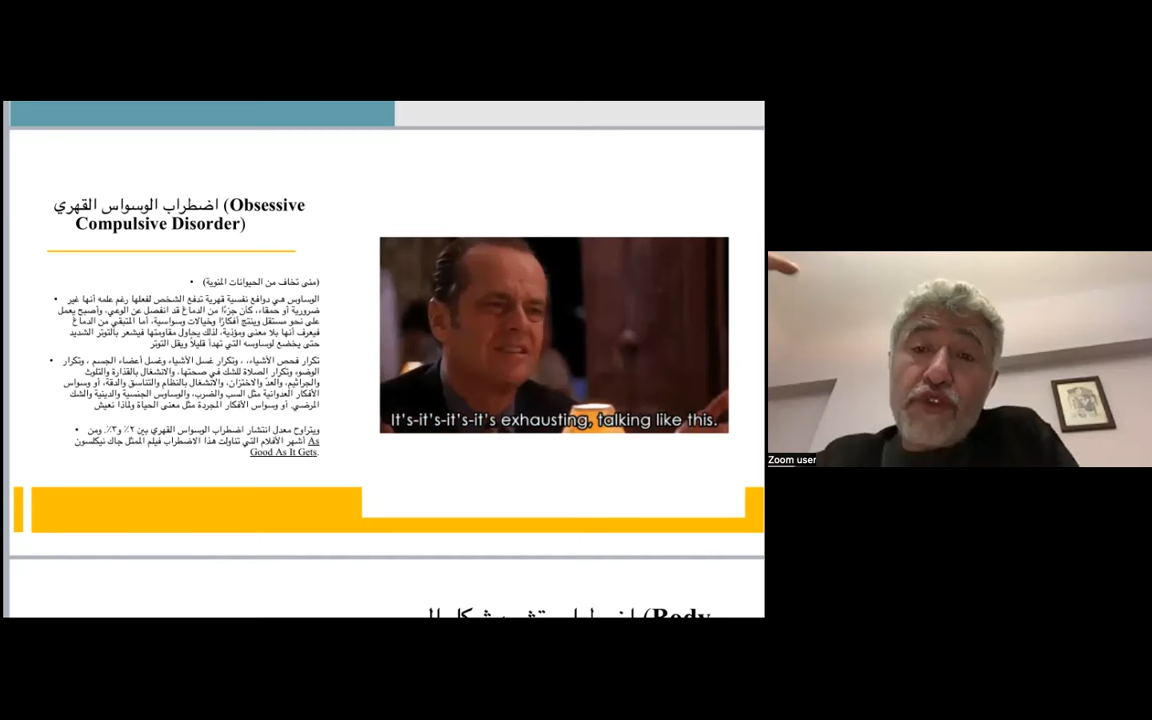 اضطراب الوسواس القهري (Obsessive
Compulsive Disorder)
• (منى تخاف من الحيوانات المنوية)
• الوساوس هي دوافع نفسية قهرية تدفع الشخص لفعلها رغم علمه أنها غير
ضرورية أو حمقاء، كأن جزءًا من الدماغ قد انفصل عن الوعي، وأصبح يعمل
على نحو مستقل وينتج أفكارًا وخيالات وسواسية، أما المتبقي من الدماغ
فيعرف أنها بلا معنى ومؤذية، لذلك يحاول مقاومتها فيشعر بالتوتر الشديد
حتى يخضع لوساوسه التي تهدأ قليلاً ويقل التوتر
• تكرار فحص الأشياء، ، وتكرار غسل الأشياء وغسل أعضاء الجسم ، وتكرار
الوضوء وتكرار الصلاة للشك في صحتها، والانشغال بالقذارة والتلوث
والجراثيم، والعدّ والاختزان، والانشغال بالنظام والتناسق والدقة، أو وسواس
الأفكار العدوانية مثل السب والضرب، والوساوس الجنسية والدينية والشك
المرضي. أو وسواس الأفكار المجردة مثل معنى الحياة ولماذا نعيش
• ويتراوح معدل انتشار اضطراب الوسواس القهري بين ٢٪ و٣٪. ومن
أشهر الأفلام التي تناولت هذا الاضطراب فيلم الممثل جاك نيكلسون As
Good As It Gets.
It's-it's-it's-it's exhausting, talking like this.
Zoom user
(Body